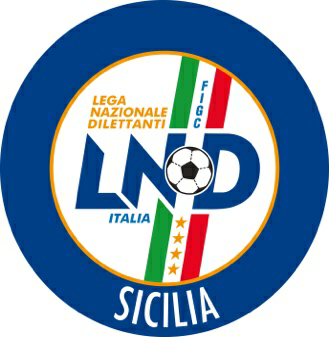 LEGA
NAZIONALE
DILETTANTI
FIGC
LND
ITALIA
SICILIA